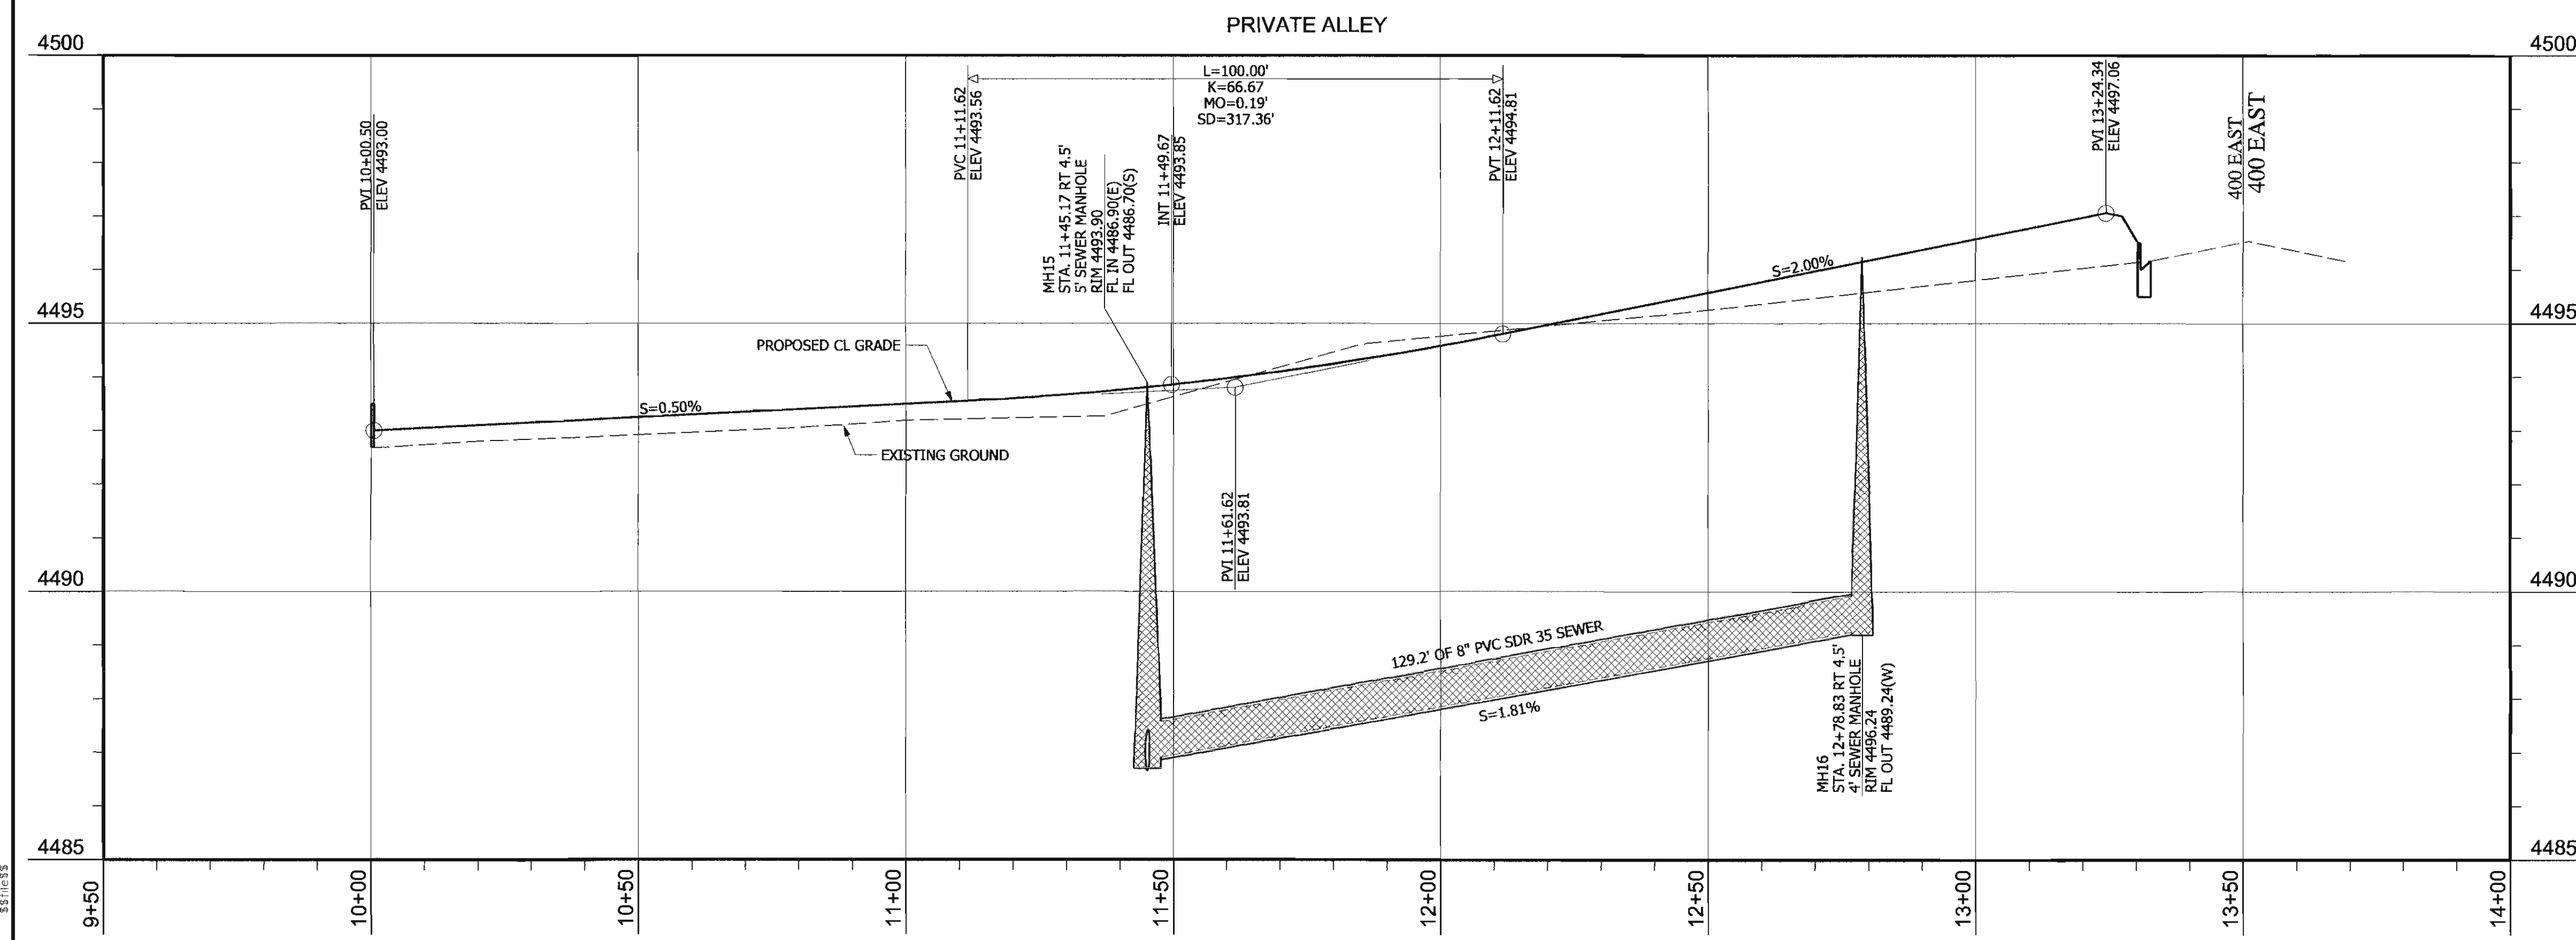 PRIVATE ALLEY
4500
4500
L=100.00'
K=66.67
MO=0.19'
SD=317.36'
PVI 10+00.50
ELEV 4493.00
PVC 11+11.62
ELEV 4493.56
MH15
STA. 11+45.17 RT 4.5'
5' SEWER MANHOLE
RIM 4493.90
FL IN 4486.90(E)
FL OUT 4486.70(S)
INT 11+49.67
ELEV 4493.85
PVT 12+11.62
ELEV 4494.81
PVI 13+24.34
ELEV 4497.06
400 EAST
400 EAST
S=2.00%
4495
4495
PROPOSED CL GRADE
S=0.50%
EXISTING GROUND
PVI 11+61.62
ELEV 4493.81
4490
4490
129.2' OF 8" PVC SDR 35 SEWER
S=1.81%
MH16
STA. 12+78.83 RT 4.5'
4' SEWER MANHOLE
RIM 4496.24
FL OUT 4489.24(W)
4485
4485
$$files$$
9+50
10+00
10+50
11+00
11+50
12+00
12+50
13+00
13+50
14+00